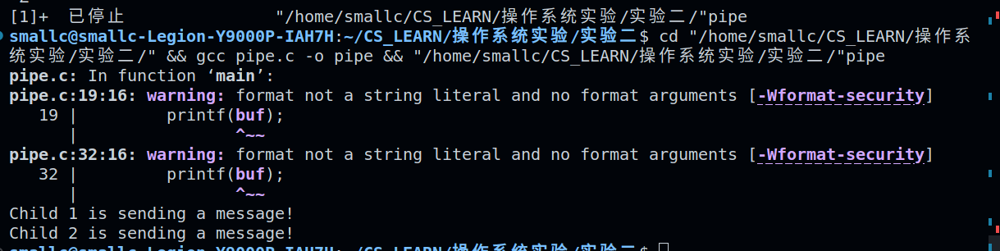 [1]+  已停止               "/home/smallc/CS_LEARN/操作系统实验/实验二/"pipe
smallc@smallc-Legion-Y9000P-IAH7H:~/CS_LEARN/操作系统实验/实验二$ cd "/home/smallc/CS_LEARN/操作系
统实验/实验二/" && gcc pipe.c -o pipe && "/home/smallc/CS_LEARN/操作系统实验/实验二/"pipe
pipe.c: In function ‘main’:
pipe.c:19:16: warning: format not a string literal and no format arguments [-Wformat-security]
   19 |         printf(buf);
      |                ^~~
pipe.c:32:16: warning: format not a string literal and no format arguments [-Wformat-security]
   32 |         printf(buf);
      |                ^~~
Child 1 is sending a message!
Child 2 is sending a message!
smallc@smallc-Legion-Y9000P-IAH7H:~/CS_LEARN/操作系统实验/实验二$